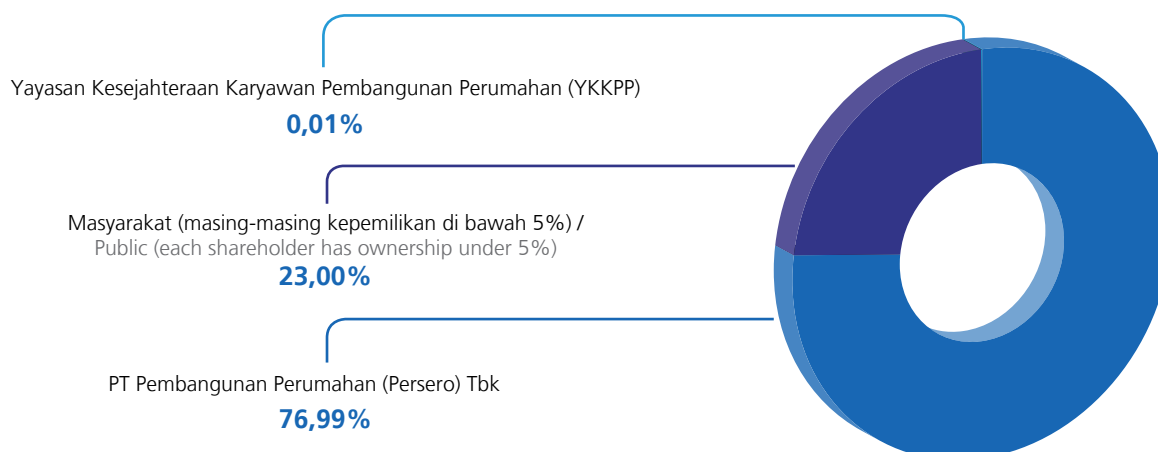 Yayasan Kesejahteraan Karyawan Pembangunan Perumahan (YKKPP)
0,01%
Masyarakat (masing-masing kepemilikan di bawah 5%) /
Public (each shareholder has ownership under 5%)
23,00%
PT Pembangunan Perumahan (Persero) Tbk
76,99%